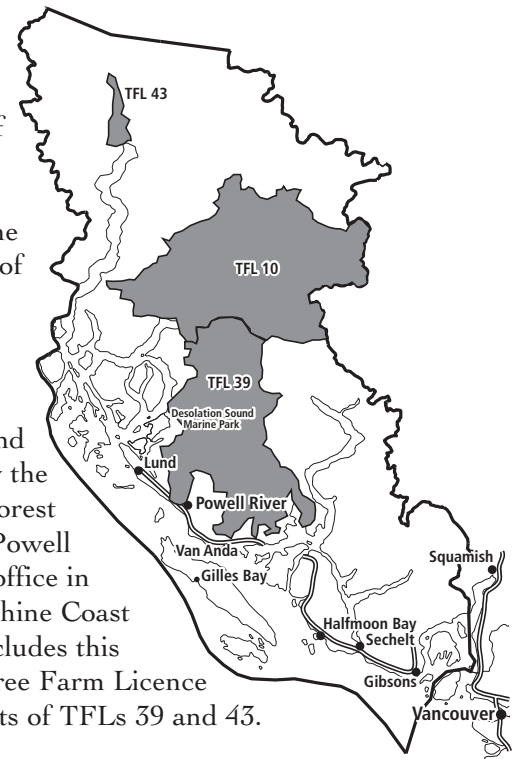 of
he
of
nd
the
orest
Powell
office in
hine Coast
cludes this
ree Farm Licence
ts of TFLs 39 and 43.
TFL 43
TFL 10
TFL 39
Desolation Sound
Marine Park
Lund
Powell River
Van Anda
Gilles Bay
Squamish
Halfmoon Bay
Sechelt
Gibsons
Vancouver